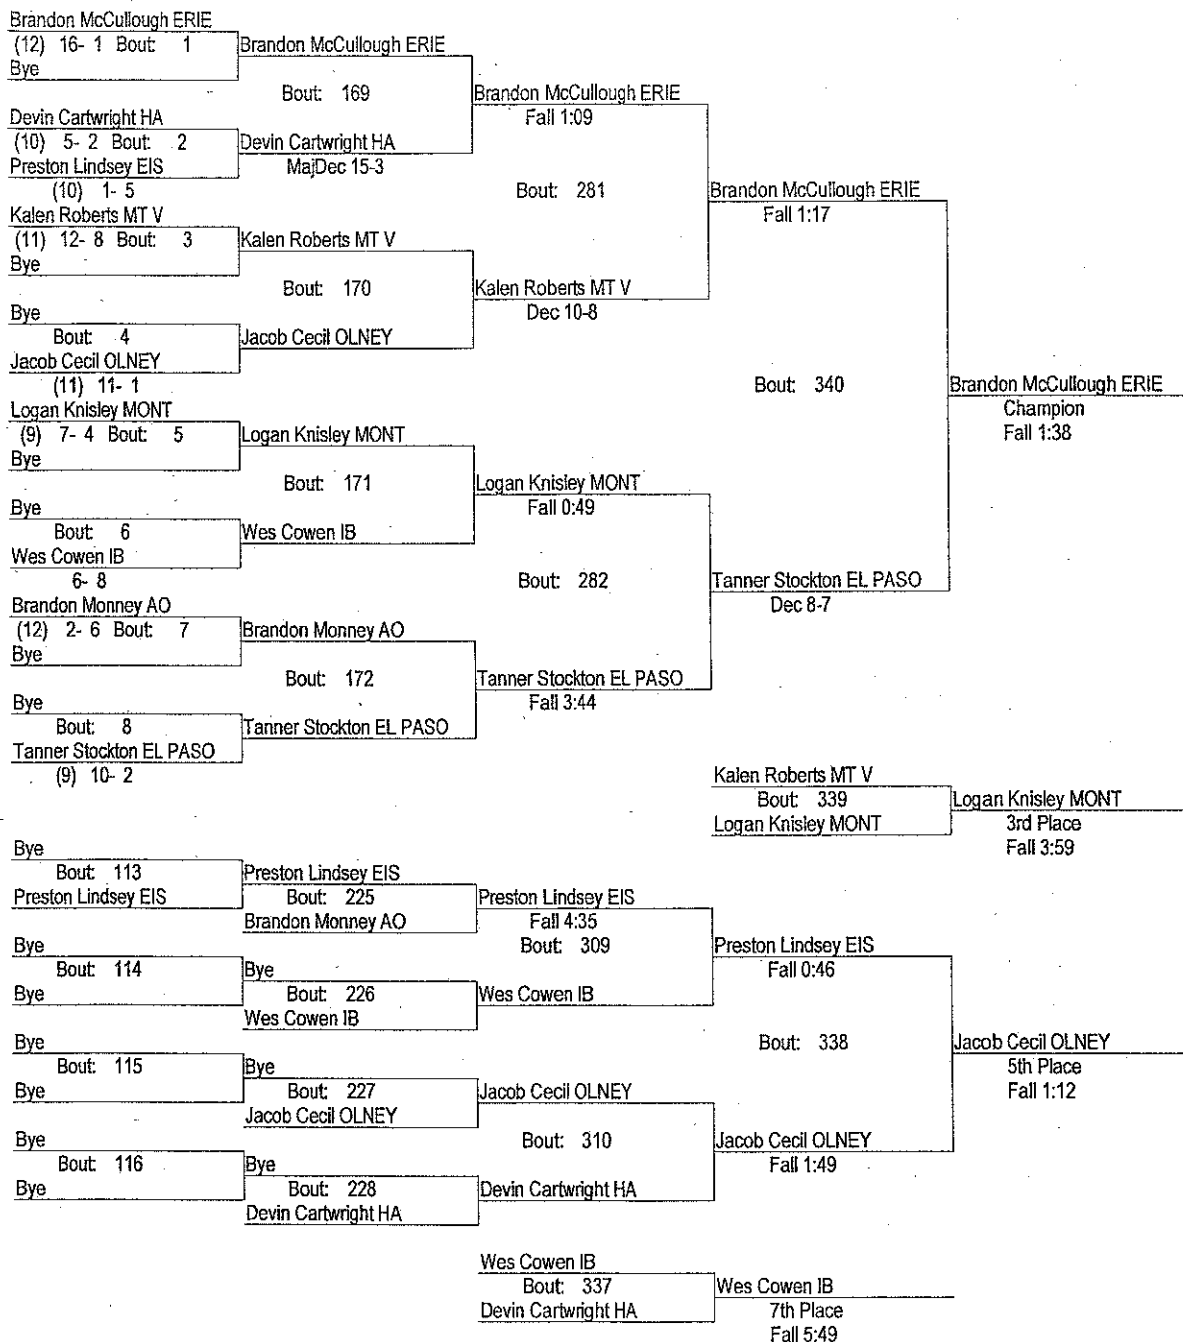 Brandon McCullough ERIE
(12) 16- 1 Bout: 1
Bye
Brandon McCullough ERIE
Bout: 169
Devin Cartwright HA
(10) 5- 2 Bout: 2
Preston Lindsey EIS
(10) 1- 5
Devin Cartwright HA
MajDec 15-3
Brandon McCullough ERIE
Fall 1:09
Bout: 281
Kalen Roberts MT V
(11) 12- 8 Bout: 3
Bye
Kalen Roberts MT V
Bout: 170
Bye
Bout: 4
Jacob Cecil OLNEY
(11) 11- 1
Jacob Cecil OLNEY
Kalen Roberts MT V
Dec 10-8
Brandon McCullough ERIE
Fall 1:17
Bout: 340
Brandon McCullough ERIE
Champion
Fall 1:38
Logan Knisley MONT
(9) 7- 4 Bout: 5
Bye
Logan Knisley MONT
Bout: 171
Bye
Bout: 6
Wes Cowen IB
6- 8
Wes Cowen IB
Logan Knisley MONT
Fall 0:49
Bout: 282
Brandon Monney AO
(12) 2- 6 Bout: 7
Bye
Brandon Monney AO
Bout: 172
Bye
Bout: 8
Tanner Stockton EL PASO
(9) 10- 2
Tanner Stockton EL PASO
Tanner Stockton EL PASO
Fall 3:44
Tanner Stockton EL PASO
Dec 8-7
Kalen Roberts MT V
Bout: 339
Logan Knisley MONT
Logan Knisley MONT
3rd Place
Fall 3:59
Bye
Bout: 113
Preston Lindsey EIS
Preston Lindsey EIS
Bout: 225
Brandon Monney AO
Preston Lindsey EIS
Fall 4:35
Bout: 309
Bye
Bout: 114
Bye
Bye
Bout: 226
Wes Cowen IB
Wes Cowen IB
Preston Lindsey EIS
Fall 0:46
Bout: 338
Bye
Bout: 115
Bye
Bye
Bout: 227
Jacob Cecil OLNEY
Jacob Cecil OLNEY
Bout: 310
Bye
Bout: 116
Bye
Bye
Bout: 228
Devin Cartwright HA
Devin Cartwright HA
Jacob Cecil OLNEY
Fall 1:49
Jacob Cecil OLNEY
5th Place
Fall 1:12
Wes Cowen IB
Bout: 337
Devin Cartwright HA
Wes Cowen IB
7th Place
Fall 5:49